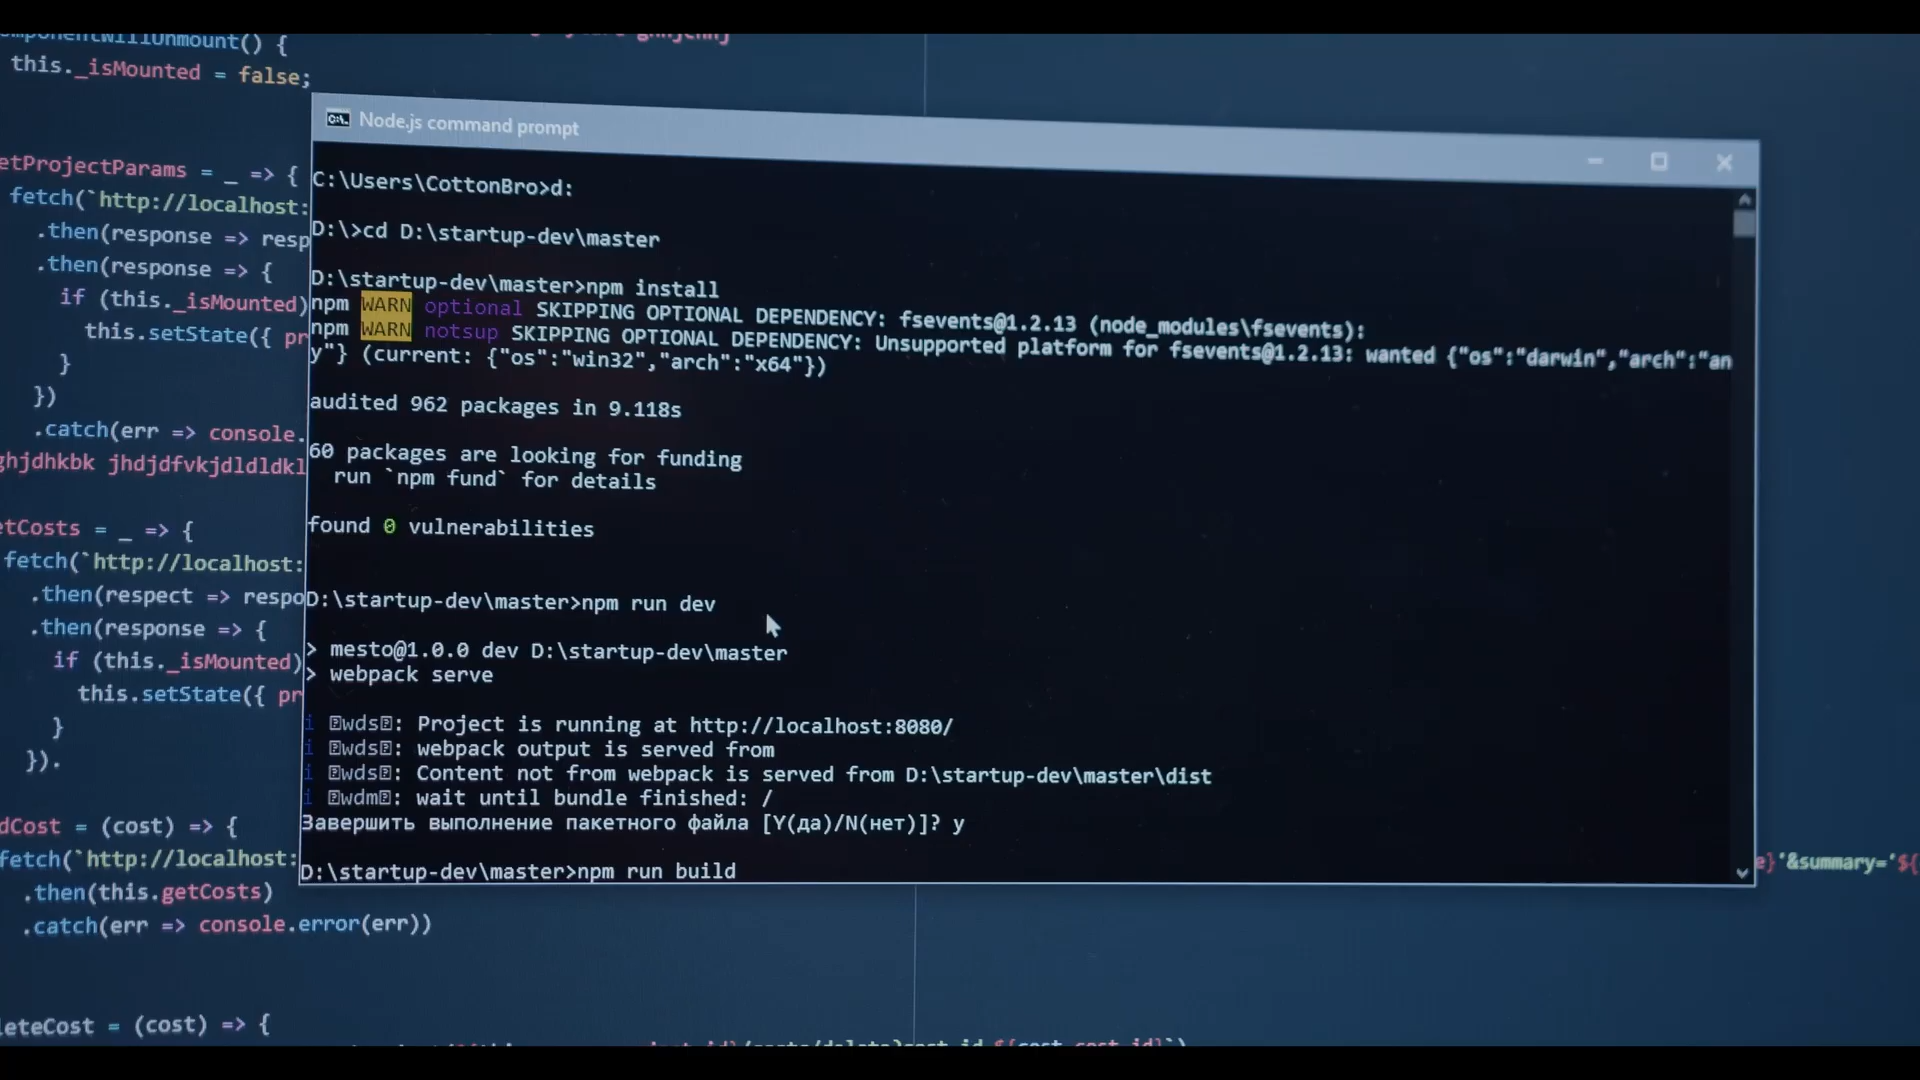 this._isMounted = false;
Node.js command prompt
C:\Users\CottonBro>d:
D:\>cd D:\startup-dev\master
D:\startup-dev\master>npm install
npm WARN optional SKIPPING OPTIONAL DEPENDENCY: fsevents@1.2.13 (node_modules\fsevents):
npm WARN notsup SKIPPING OPTIONAL DEPENDENCY: Unsupported platform for fsevents@1.2.13: wanted {"os":"darwin","arch":"an
y"} (current: {"os":"win32","arch":"x64"})
audited 962 packages in 9.118s
60 packages are looking for funding
run `npm fund` for details
found 0 vulnerabilities
D:\startup-dev\master>npm run dev
> mesto@1.0.0 dev D:\startup-dev\master
> webpack serve
i wds: Project is running at http://localhost:8080/
i wds: webpack output is served from
i wds: Content not from webpack is served from D:\startup-dev\master\dist
i wdm: wait until bundle finished: /
Завершить выполнение пакетного файла [Y(да)/N(нет)]? y
D:\startup-dev\master>npm run build
etProjectParams = _ => {
fetch(`http://localhost:
.then(response => resp
.then(response => {
if (this._isMounted)
this.setState({ pr
}
})
.catch(err => console.
ghjdhkbk jhdjdfvkjdldldkl
etCosts = _ => {
fetch(`http://localhost:
.then(respect => respo
.then(response => {
if (this._isMounted)
this.setState({ pr
}
}).
dCost = (cost) => {
fetch(`http://localhost:
.then(this.getCosts)
.catch(err => console.error(err))
leteCost = (cost) => {
e}'&summary='${